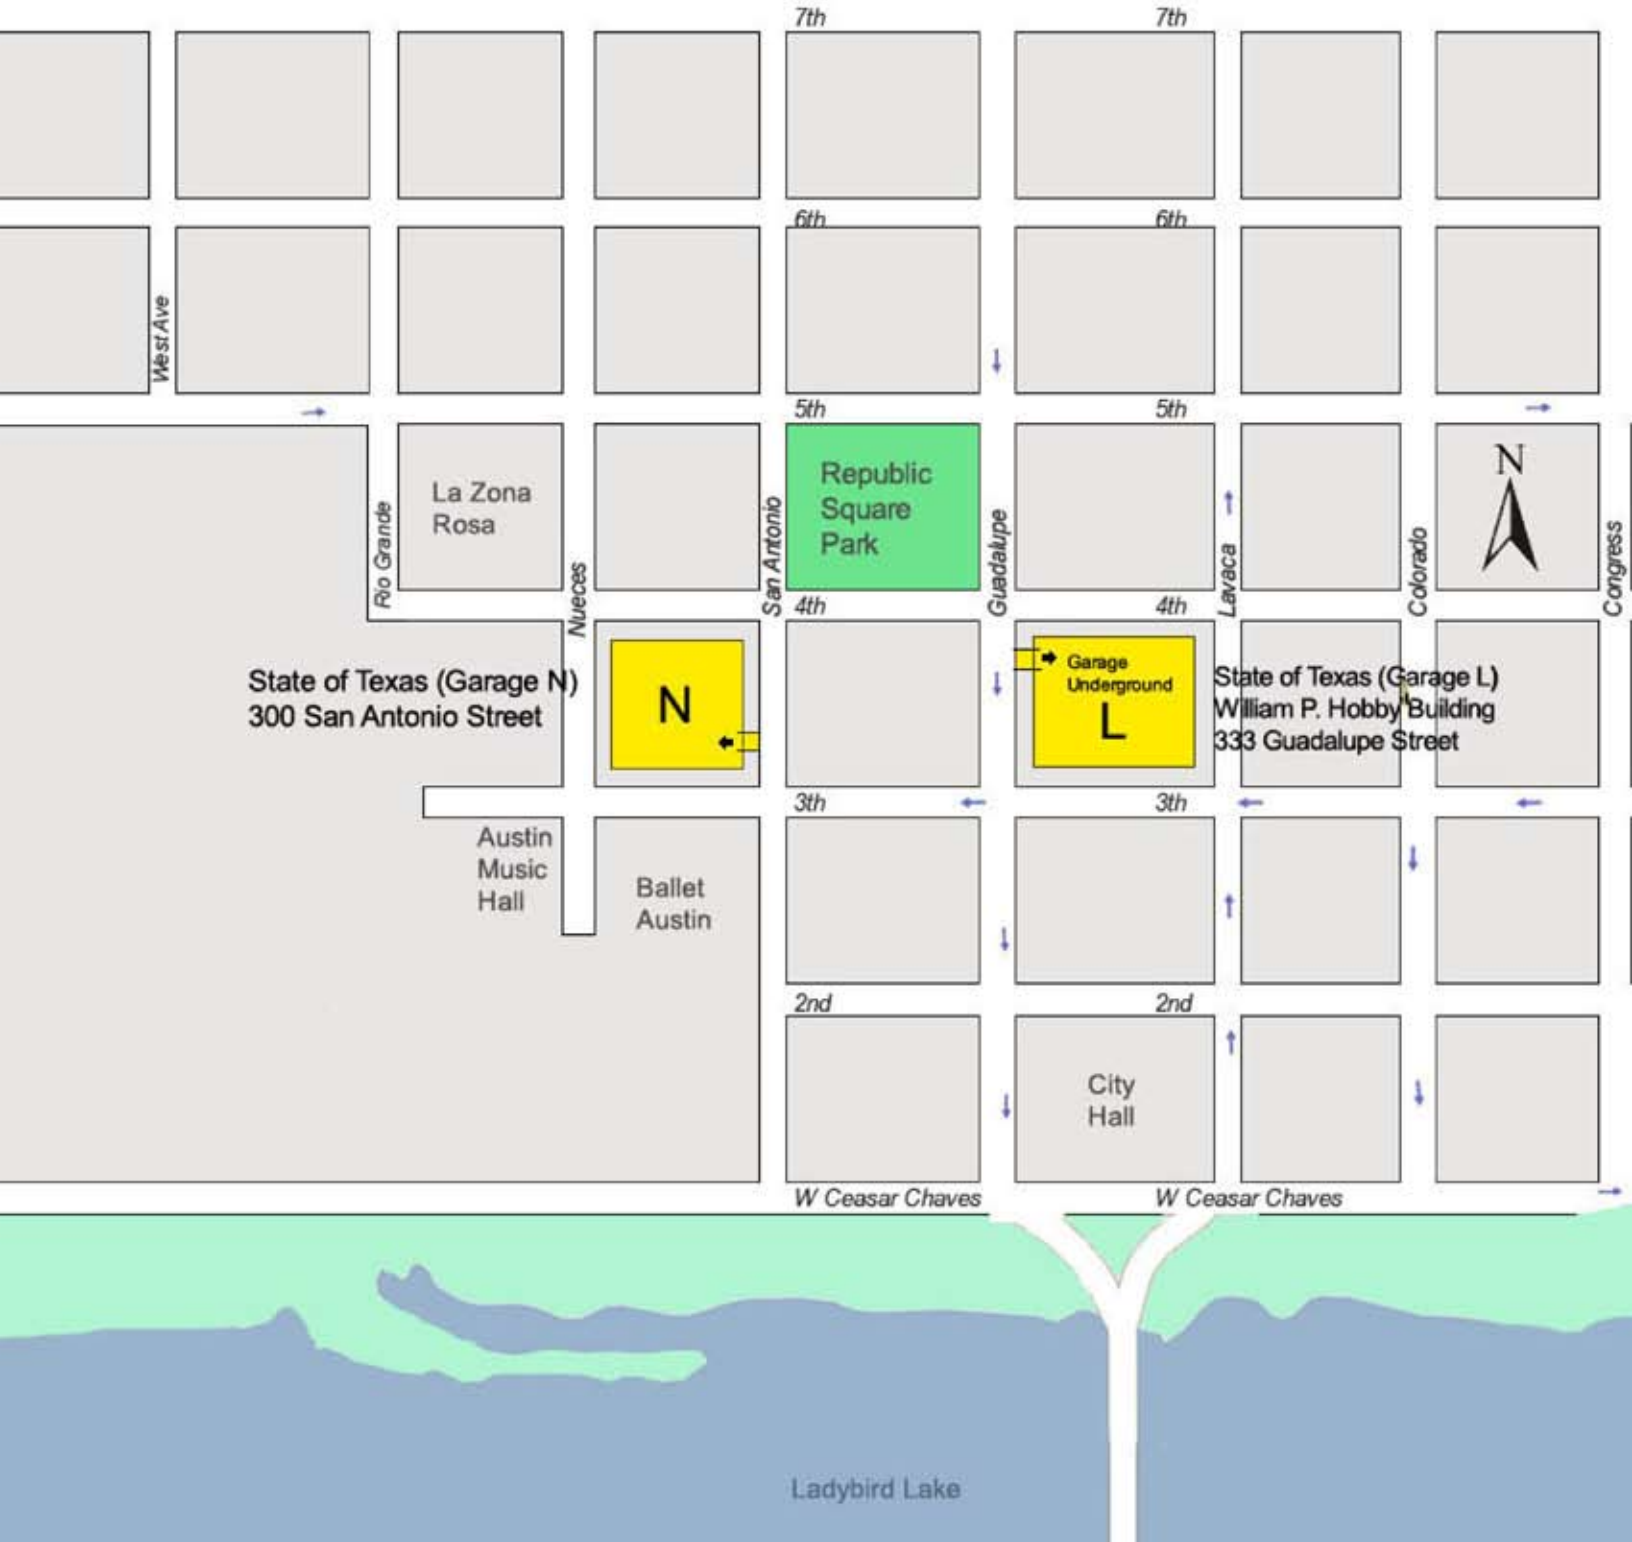 7th
7th
6th
6th
West Ave
5th
5th
La Zona
Rosa
Republic
Square
Park
N
Rio Grande
Nueces
San Antonio
Guadalupe
Lavaca
Colorado
Congress
4th
4th
State of Texas (Garage N)
300 San Antonio Street
N
Garage
Underground
L
State of Texas (Garage L)
William P. Hobby Building
333 Guadalupe Street
3th
3th
Austin
Music
Hall
Ballet
Austin
2nd
2nd
City
Hall
W Ceasar Chaves
W Ceasar Chaves
Ladybird Lake